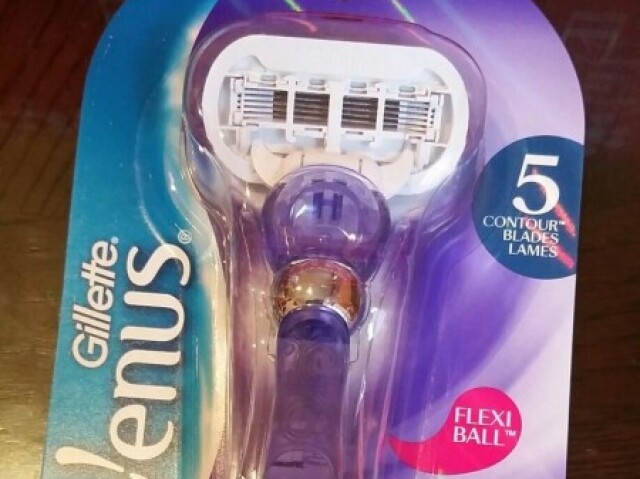 Gillette®
Venus®
5
CONTOUR™
BLADES
LAMES
FLEXI
BALL™